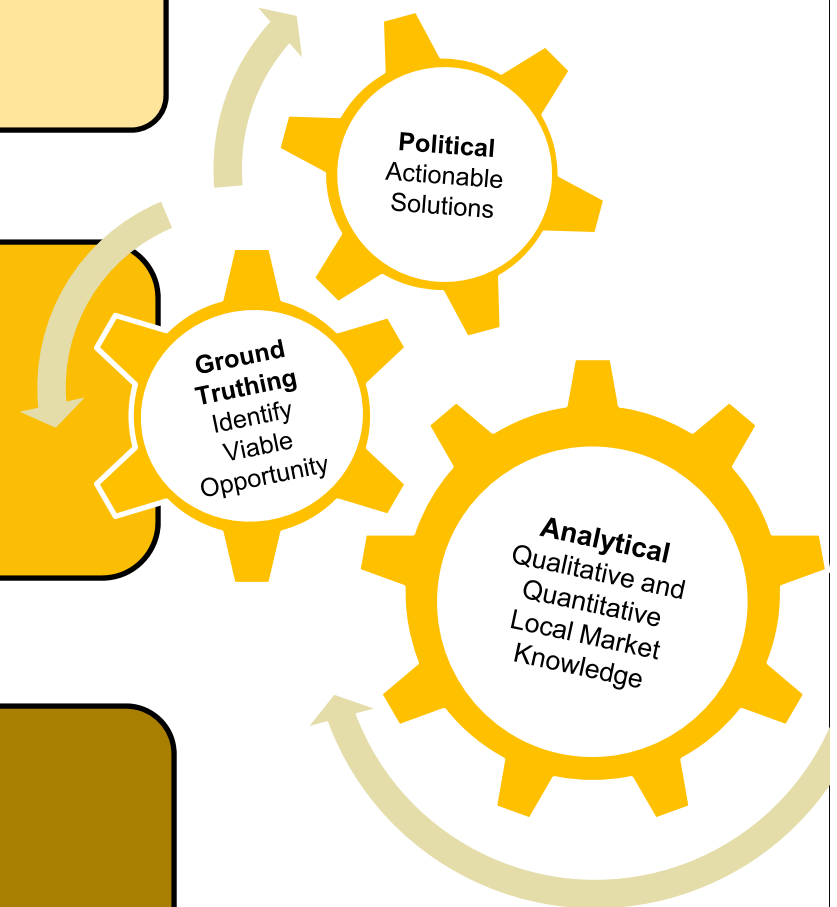 Political
Actionable
Solutions
Ground
Truthing
Identify
Viable
Opportunity
Analytical
Qualitative and
Quantitative
Local Market
Knowledge